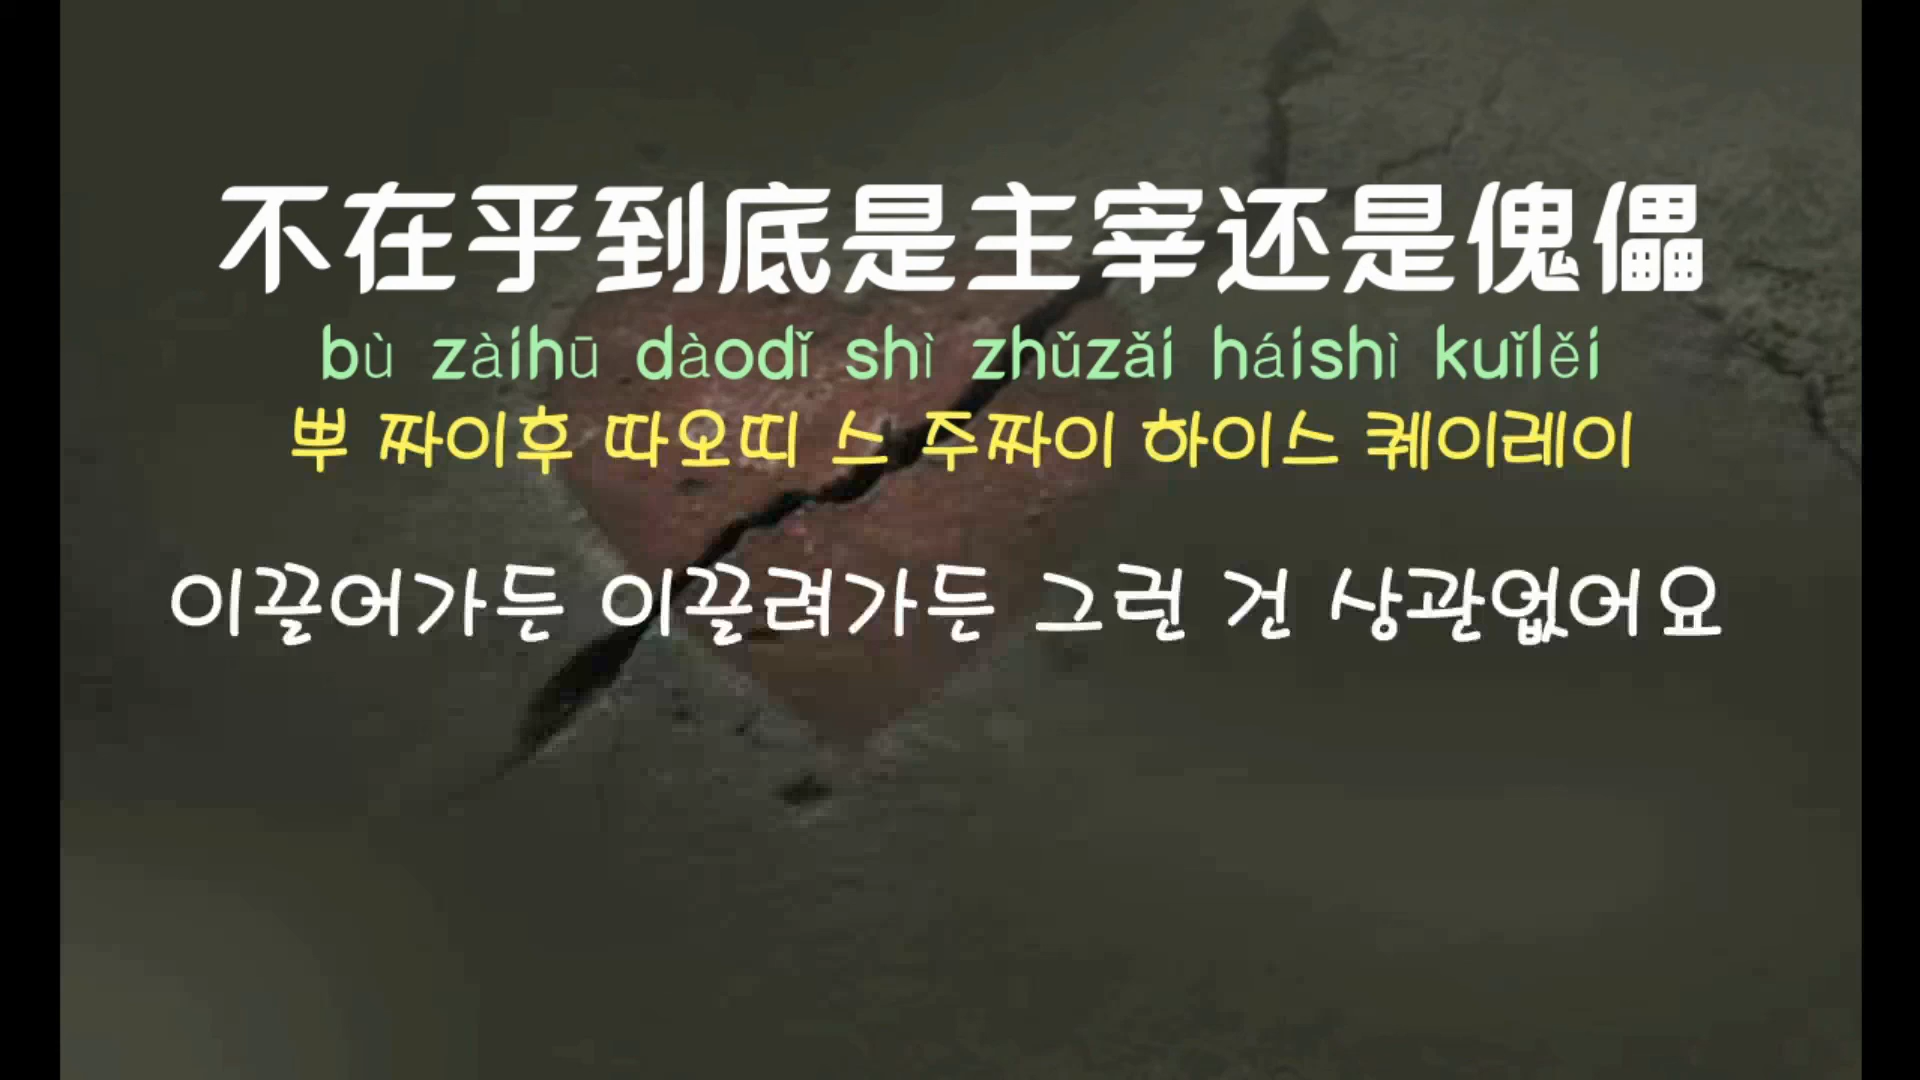 不在乎到底是主宰还是傀儡
bù zàihū dàodǐ shì zhǔzǎi háishì kuǐlěi
뿌 짜이후 따오띠 스 주짜이 하이스 퀘이레이
이끌어가든 이끌려가든 그런 건 상관없어요